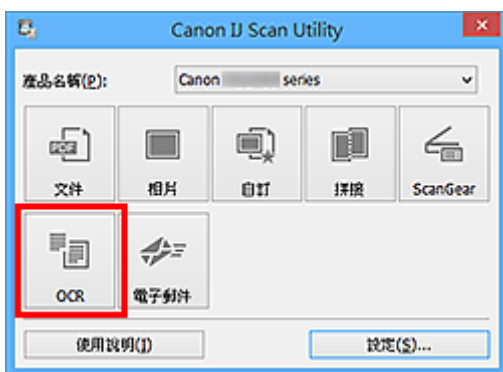 Canon IJ Scan Utility
產品名稱(P): Canon series
文件 相片 自訂 拼接 ScanGear
OCR 電子郵件
使用說明(I) 設定(S)...